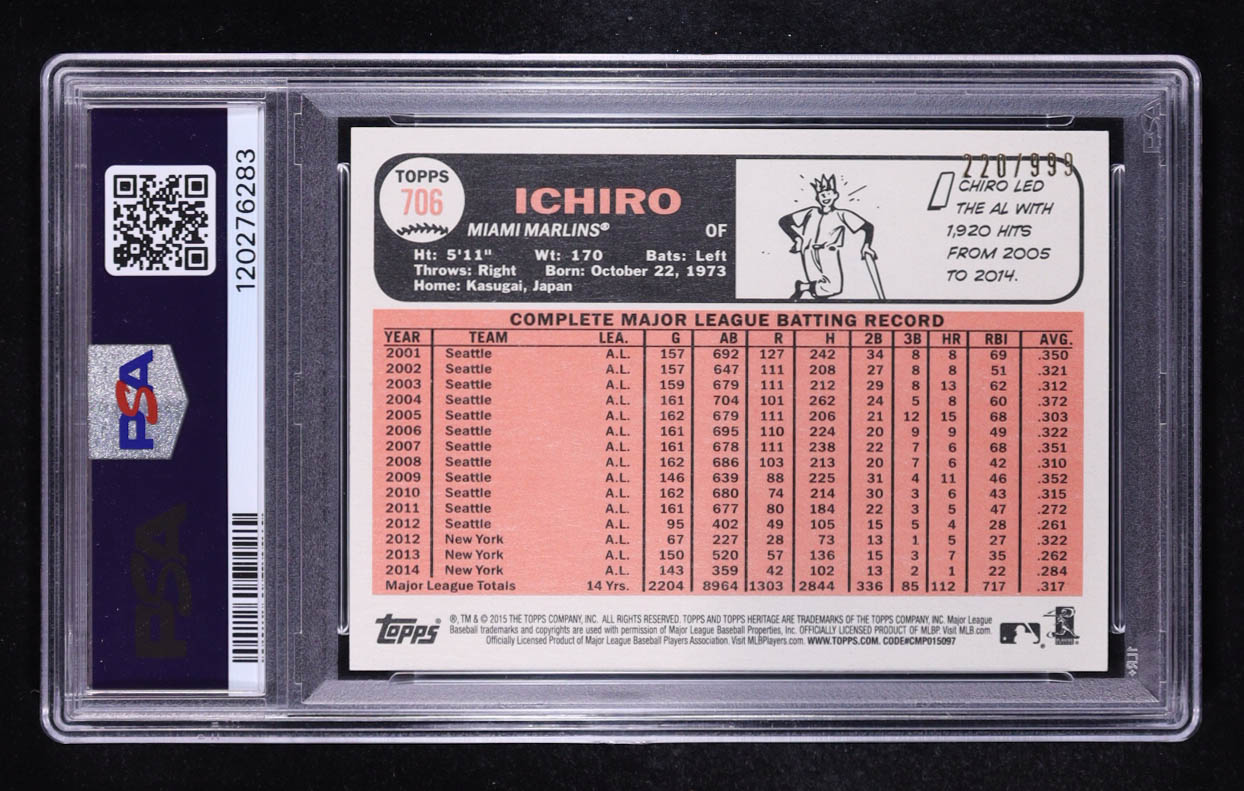 120276283
PSA
PSA
TOPPS
706
ICHIRO
MIAMI MARLINS® OF
Ht: 5'11" Wt: 170 Bats: Left
Throws: Right Born: October 22, 1973
Home: Kasugai, Japan
220/999
ICHIRO LED
THE AL WITH
1,920 HITS
FROM 2005
TO 2014.
COMPLETE MAJOR LEAGUE BATTING RECORD
YEAR TEAM LEA. G AB R H 2B 3B HR RBI AVG.
2001 Seattle A.L. 157 692 127 242 34 8 8 69 .350
2002 Seattle A.L. 157 647 111 208 27 8 8 51 .321
2003 Seattle A.L. 159 679 111 212 29 8 13 62 .312
2004 Seattle A.L. 161 704 101 262 24 5 8 60 .372
2005 Seattle A.L. 162 679 111 206 21 12 15 68 .303
2006 Seattle A.L. 161 695 110 224 20 9 9 49 .322
2007 Seattle A.L. 161 678 111 238 22 7 6 68 .351
2008 Seattle A.L. 162 686 103 213 20 7 6 42 .310
2009 Seattle A.L. 146 639 88 225 31 4 11 46 .352
2010 Seattle A.L. 162 680 74 214 30 3 6 43 .315
2011 Seattle A.L. 161 677 80 184 22 3 5 47 .272
2012 Seattle A.L. 95 402 49 105 15 5 4 28 .261
2012 New York A.L. 67 227 28 73 13 1 5 27 .322
2013 New York A.L. 150 520 57 136 15 3 7 35 .262
2014 New York A.L. 143 359 42 102 13 2 1 22 .284
Major League Totals 14 Yrs. 2204 8964 1303 2844 336 85 112 717 .317
TOPPS®
®, TM & © 2015 THE TOPPS COMPANY, INC. ALL RIGHTS RESERVED. TOPPS AND TOPPS HERITAGE ARE TRADEMARKS OF THE TOPPS COMPANY, INC. Major League
Baseball trademarks and copyrights are used with permission of Major League Baseball Properties, Inc. OFFICIALLY LICENSED PRODUCT OF MLBP. Visit MLB.com.
Officially Licensed Product of Major League Baseball Players Association. Visit MLBPlayers.com. WWW.TOPPS.COM. CODE#CMP015097
PSA
1LR+